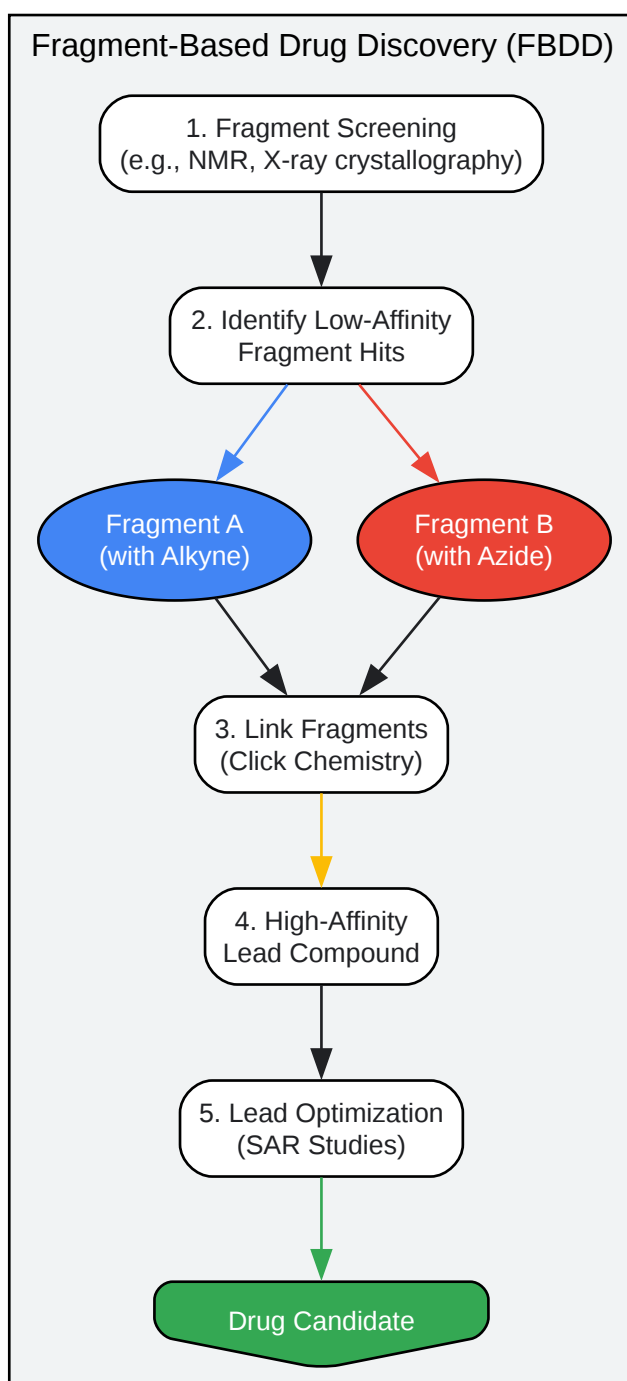 Fragment-Based Drug Discovery (FBDD)
1. Fragment Screening
(e.g., NMR, X-ray crystallography)
2. Identify Low-Affinity
Fragment Hits
Fragment A
(with Alkyne)
Fragment B
(with Azide)
3. Link Fragments
(Click Chemistry)
4. High-Affinity
Lead Compound
5. Lead Optimization
(SAR Studies)
Drug Candidate